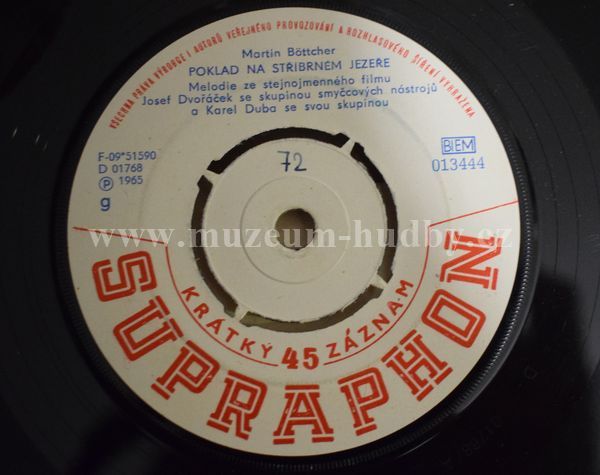 VŠECHNA PRÁVA VÝROBCE I AUTORŮ VEŘEJNÉHO PROVOZOVÁNÍ A ROZHLASOVÉHO ŠÍŘENÍ VYHRAŽENA
Martin Böttcher
POKLAD NA STŘÍBRNÉM JEZEŘE
Melodie ze stejnojmenného filmu
Josef Dvořáček se skupinou smyčcových nástrojů
a Karel Duba se svou skupinou
F-09*51590
D 01768
Ⓟ 1965
g
BIEM
013444
72
www.muzeum-hudby.cz
KRÁTKÝ 45 ZÁZNAM
SUPRAPHON